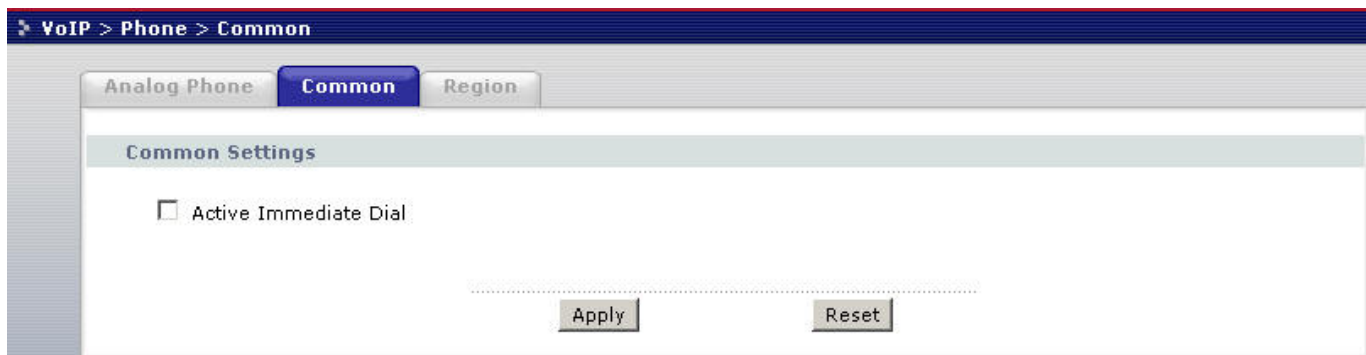 VoIP > Phone > Common
Analog Phone Common Region
Common Settings
Active Immediate Dial
Apply Reset